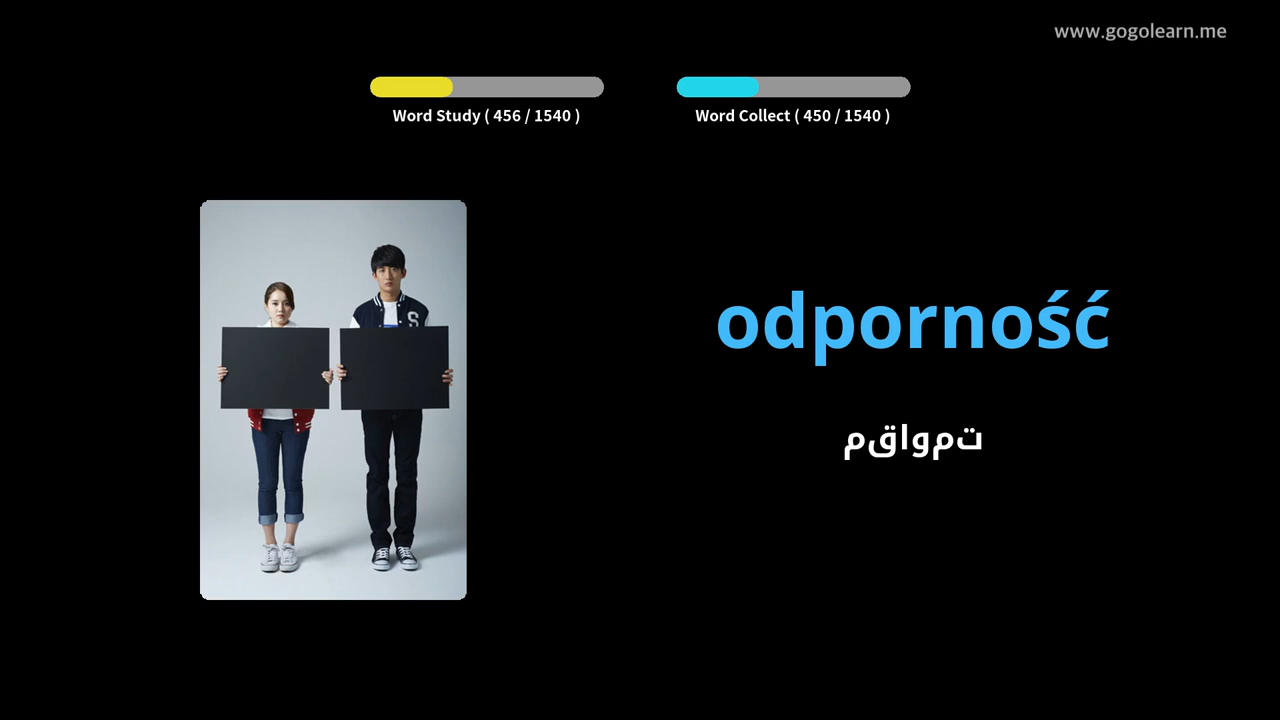 www.gogolearn.me
Word Study ( 456 / 1540 )
Word Collect ( 450 / 1540 )
S
odporność
مقاومت